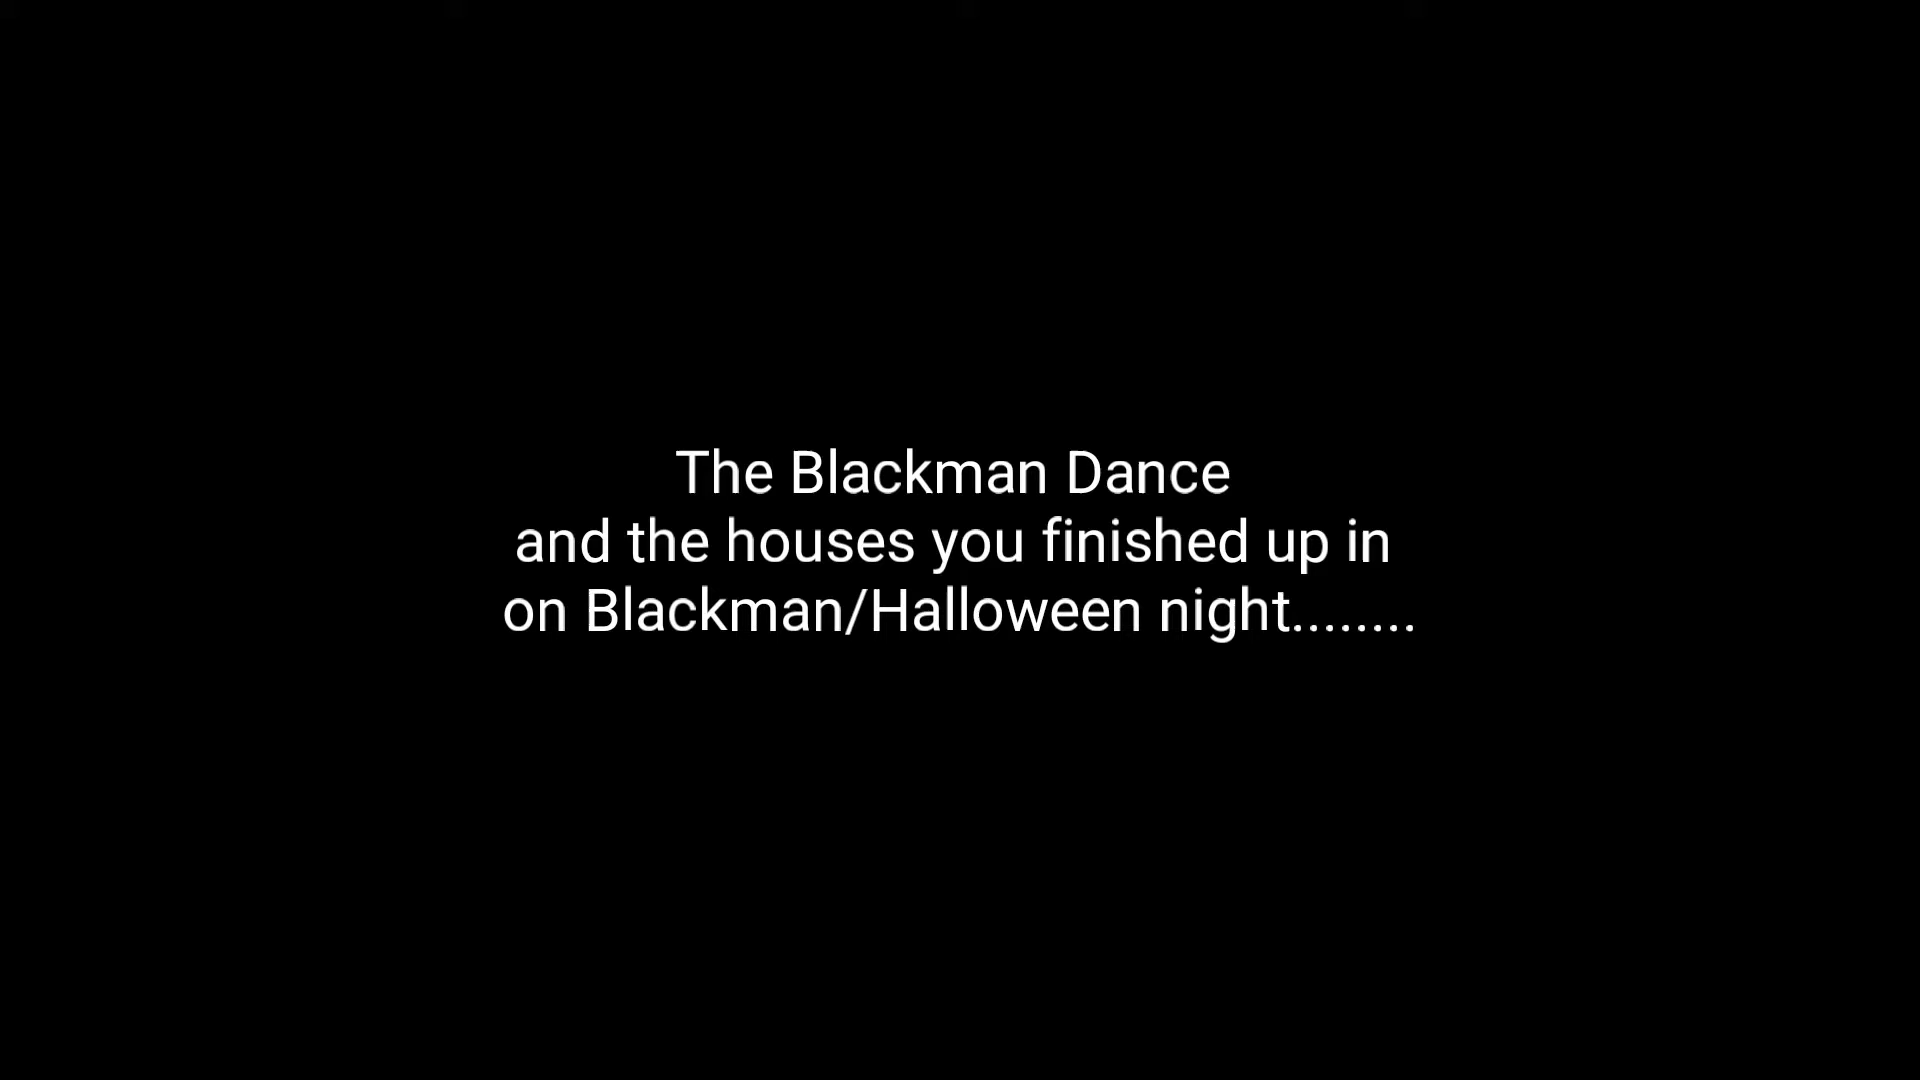 The Blackman Dance
and the houses you finished up in
on Blackman/Halloween night........